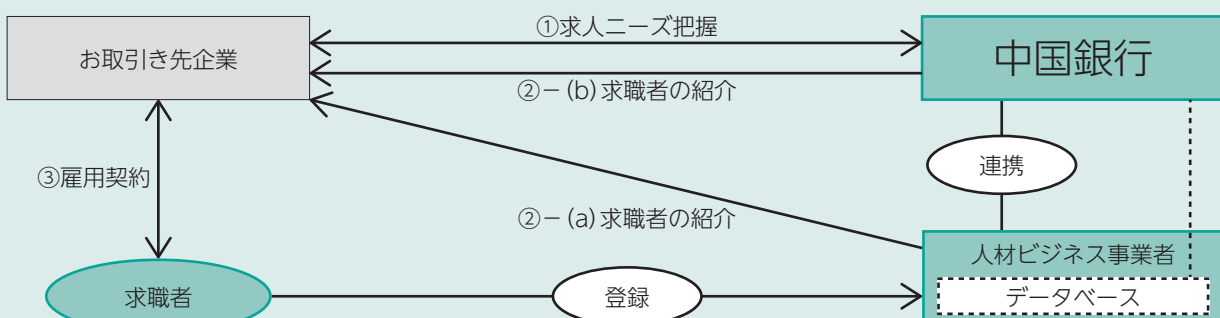 ①求人ニーズ把握
お取引き先企業
中国銀行
②－(b)求職者の紹介
連携
③雇用契約
②－(a)求職者の紹介
人材ビジネス事業者
求職者
登録
データベース